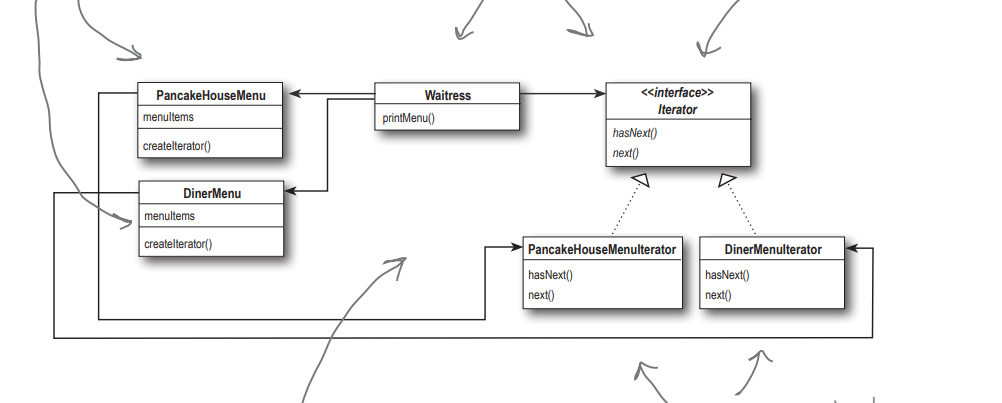 PancakeHouseMenu
menuItems
createIterator()
Waitress
printMenu()
<<interface>>
Iterator
hasNext()
next()
DinerMenu
menuItems
createIterator()
PancakeHouseMenuIterator
hasNext()
next()
DinerMenuIterator
hasNext()
next()